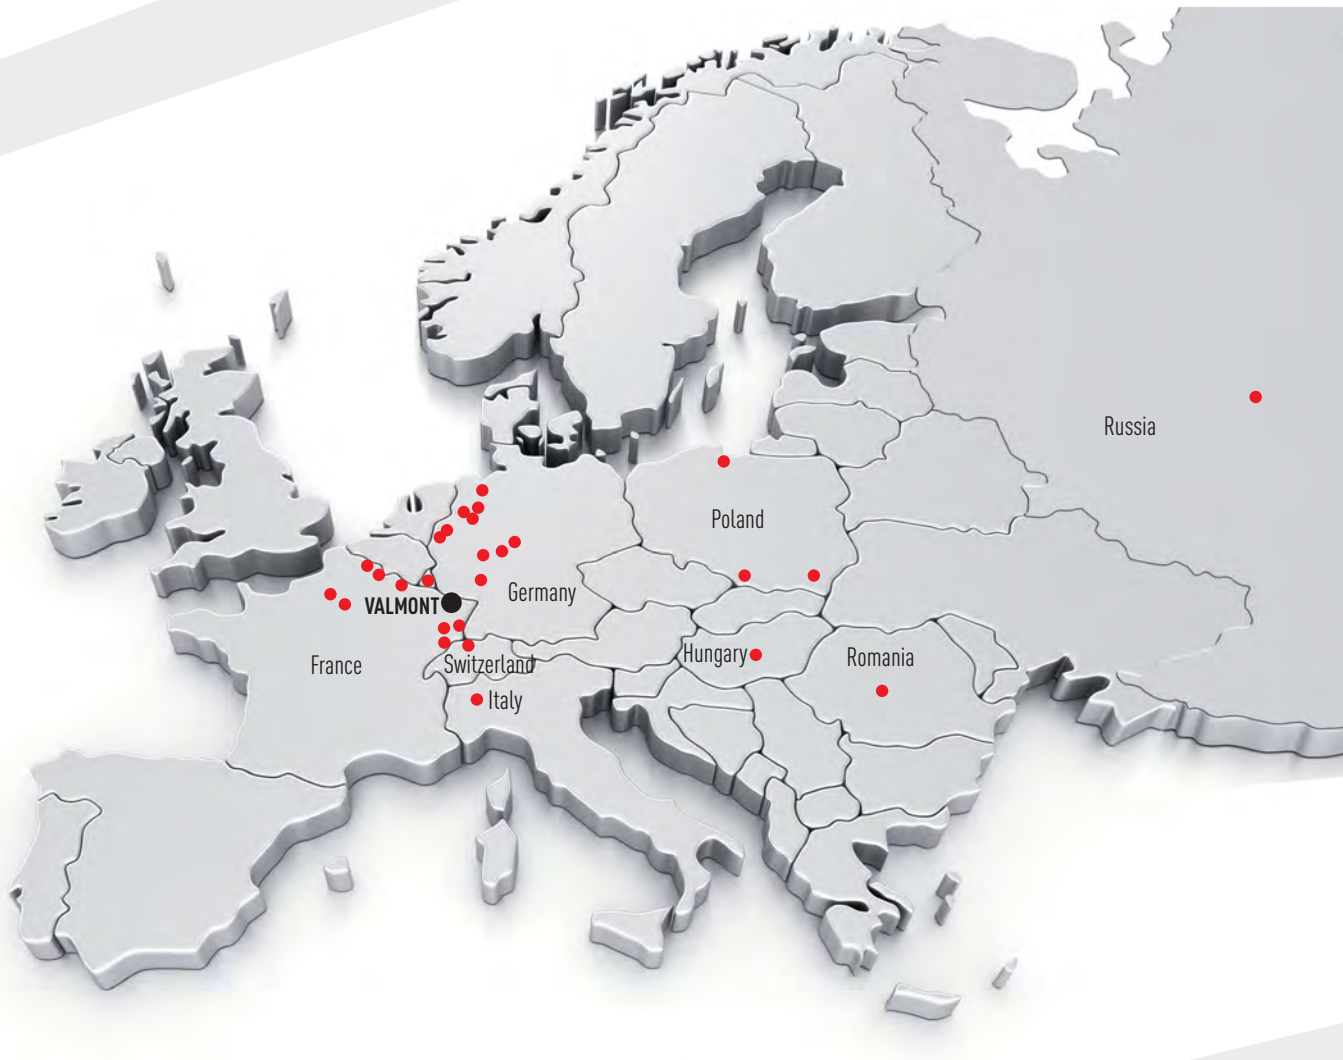 Russia
Poland
Germany
VALMONT
France
Switzerland
Hungary
Romania
Italy